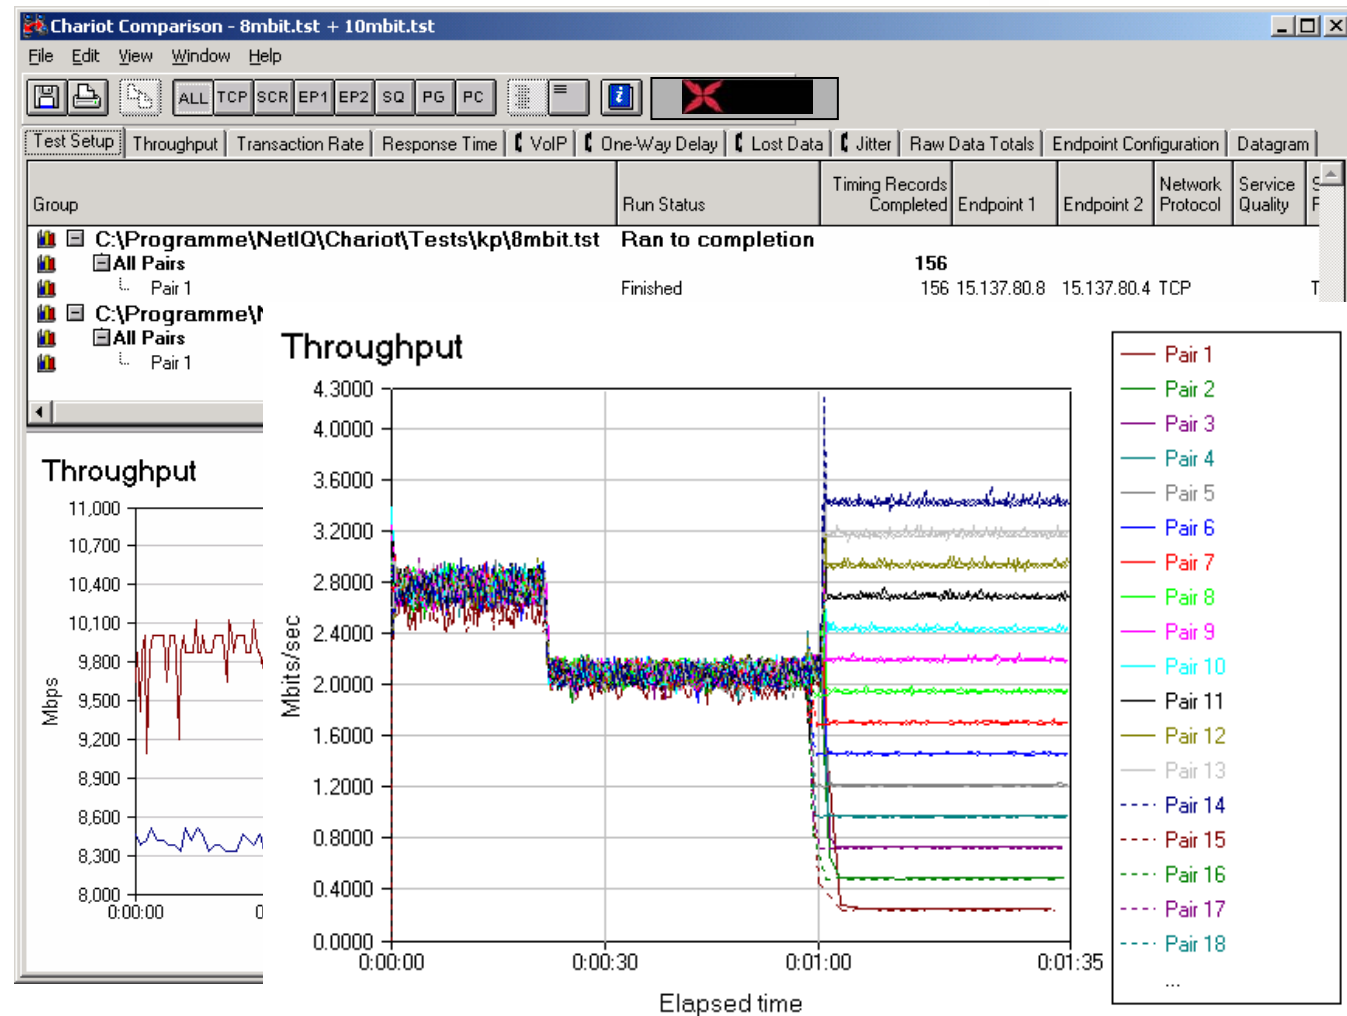 Chariot Comparison - 8mbit.tst + 10mbit.tst
File Edit View Window Help
ALL TCP SCR EP1 EP2 SQ PG PC
Test Setup Throughput Transaction Rate Response Time VoIP One-Way Delay Lost Data Jitter Raw Data Totals Endpoint Configuration Datagram
Group Run Status Timing Records Completed Endpoint 1 Endpoint 2 Network Protocol Service Quality
C:\Programme\NetIQ\Chariot\Tests\kp\8mbit.tst Ran to completion
All Pairs 156
Pair 1 Finished 156 15.137.80.8 15.137.80.4 TCP T
C:\Programme\
All Pairs
Pair 1
Throughput
11,000
10,700
10,400
10,100
9,800
9,500
9,200
8,900
8,600
8,300
8,000
Mbps
0:00:00
Throughput
4.3000
4.0000
3.6000
3.2000
2.8000
2.4000
2.0000
1.6000
1.2000
0.8000
0.4000
0.0000
Mbits/sec
0:00:00 0:00:30 0:01:00 0:01:35
Elapsed time
Pair 1
Pair 2
Pair 3
Pair 4
Pair 5
Pair 6
Pair 7
Pair 8
Pair 9
Pair 10
Pair 11
Pair 12
Pair 13
Pair 14
Pair 15
Pair 16
Pair 17
Pair 18
...